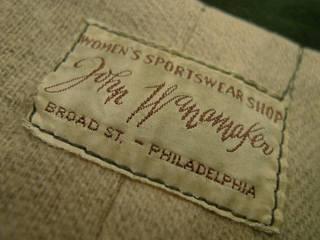 WOMEN'S SPORTSWEAR SHOP
John Wanamaker
BROAD ST. - PHILADELPHIA